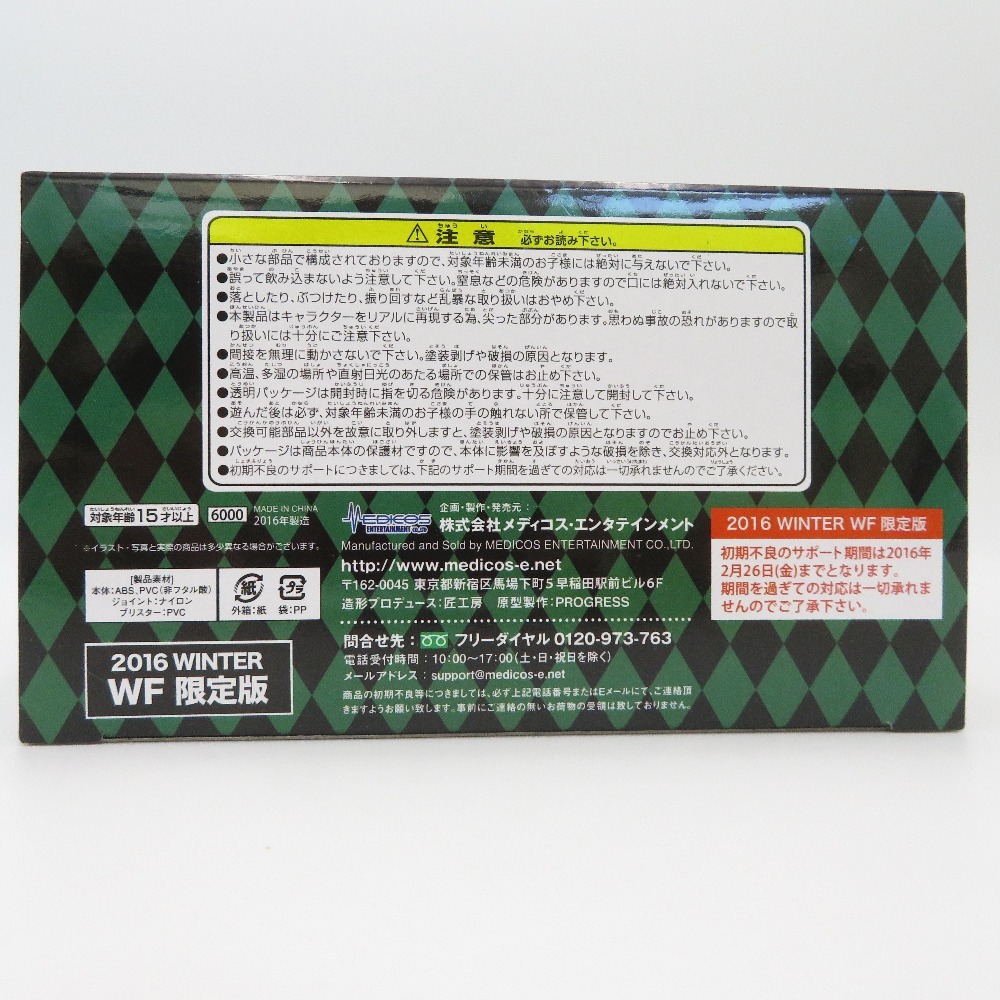 ⚠注意 必ずお読み下さい。
●小さな部品で構成されておりますので、対象年齢未満のお子様には絶対に与えないで下さい。
●誤って飲み込まないよう注意して下さい。窒息などの危険がありますので口には絶対入れないで下さい。
●落としたり、ぶつけたり、振り回すなど乱暴な取り扱いはおやめ下さい。
●本製品はキャラクターをリアルに再現する為、尖った部分があります。思わぬ事故の恐れがありますので取
り扱いには十分にご注意下さい。
●間接を無理に動かさないで下さい。塗装剥げや破損の原因となります。
●高温、多湿の場所や直射日光のあたる場所での保管はお止め下さい。
●透明パッケージは開封時に指を切る危険があります。十分に注意して開封して下さい。
●遊んだ後は必ず、対象年齢未満のお子様の手の触れない所で保管して下さい。
●交換可能部品以外を故意に取り外しますと、塗装剥げや破損の原因となりますのでお止め下さい。
●パッケージは商品本体の保護材ですので、本体に影響を及ぼすような破損を除き、交換対応外となります。
●初期不良のサポートにつきましては、下記のサポート期間を過ぎての対応は一切承れませんのでご了承ください。
対象年齢15才以上 6000 MADE IN CHINA
2016年製造
※イラスト・写真と実際の商品は多少異なる場合がございます。
[製品素材]
本体:ABS、PVC(非フタル酸)
ジョイント:ナイロン
ブリスター:PVC
紙 プラ
外箱:紙 袋:PP
2016 WINTER
WF 限定版
MEDICOS
ENTERTAINMENT CO.,LTD.
企画・製作・発売元:
株式会社メディコス・エンタテインメント
Manufactured and Sold by MEDICOS ENTERTAINMENT CO.,LTD.
http://www.medicos-e.net
〒162-0045 東京都新宿区馬場下町5早稲田駅前ビル6F
造形プロデュース:匠工房 原型製作:PROGRESS
問合せ先: フリーダイヤル 0120-973-763
電話受付時間:10:00〜17:00(土・日・祝日を除く)
メールアドレス:support@medicos-e.net
商品の初期不良等につきましては、必ず上記電話番号またはEメールにて、ご連絡頂
きますようお願い致します。事前にご連絡の無いお荷物の受領は致しておりません。
2016 WINTER WF 限定版
初期不良のサポート期間は2016年
2月26日(金)までとなります。
期間を過ぎての対応は一切承れま
せんのでご了承下さい。